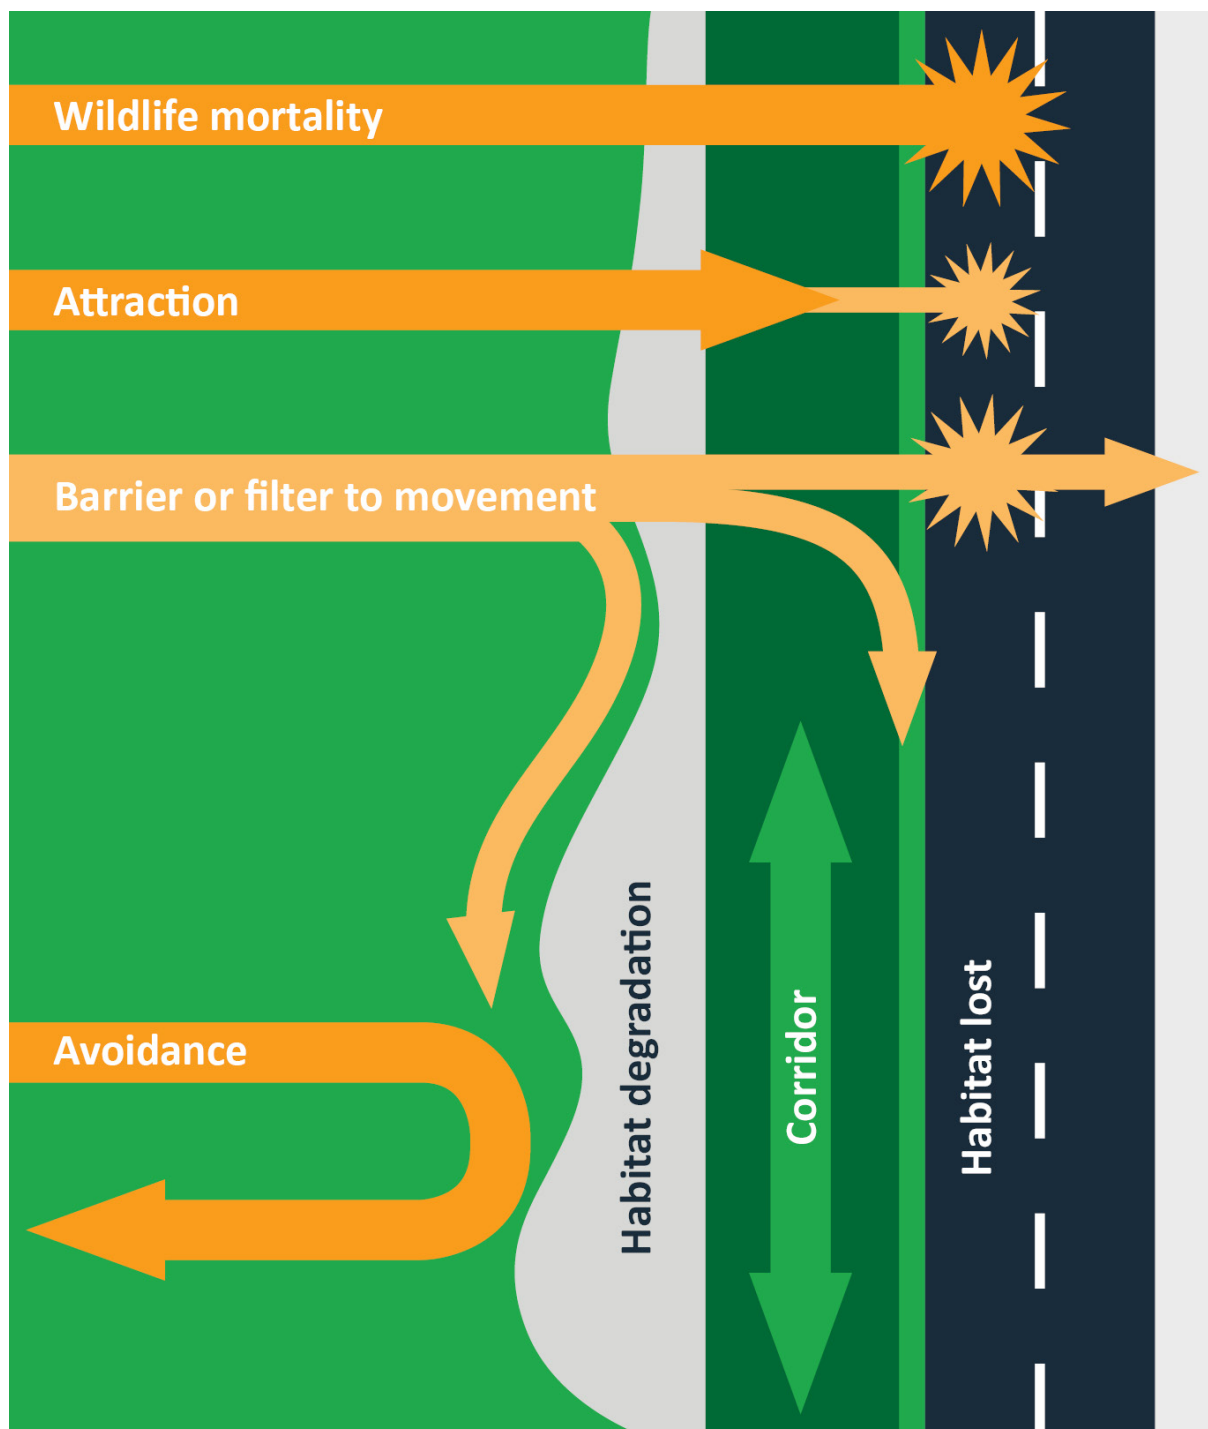 Wildlife mortality
Attraction
Barrier or filter to movement
Avoidance
Habitat degradation
Corridor
Habitat lost